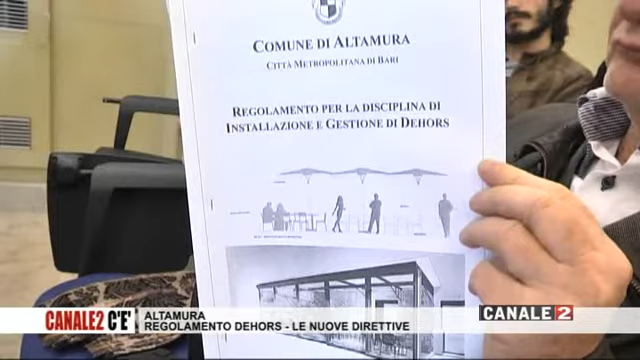 COMUNE DI ALTAMURA
CITTÀ METROPOLITANA DI BARI
REGOLAMENTO PER LA DISCIPLINA DI
INSTALLAZIONE E GESTIONE DI DEHORS
CANALE2 C'E'
ALTAMURA
REGOLAMENTO DEHORS - LE NUOVE DIRETTIVE
CANALE 2